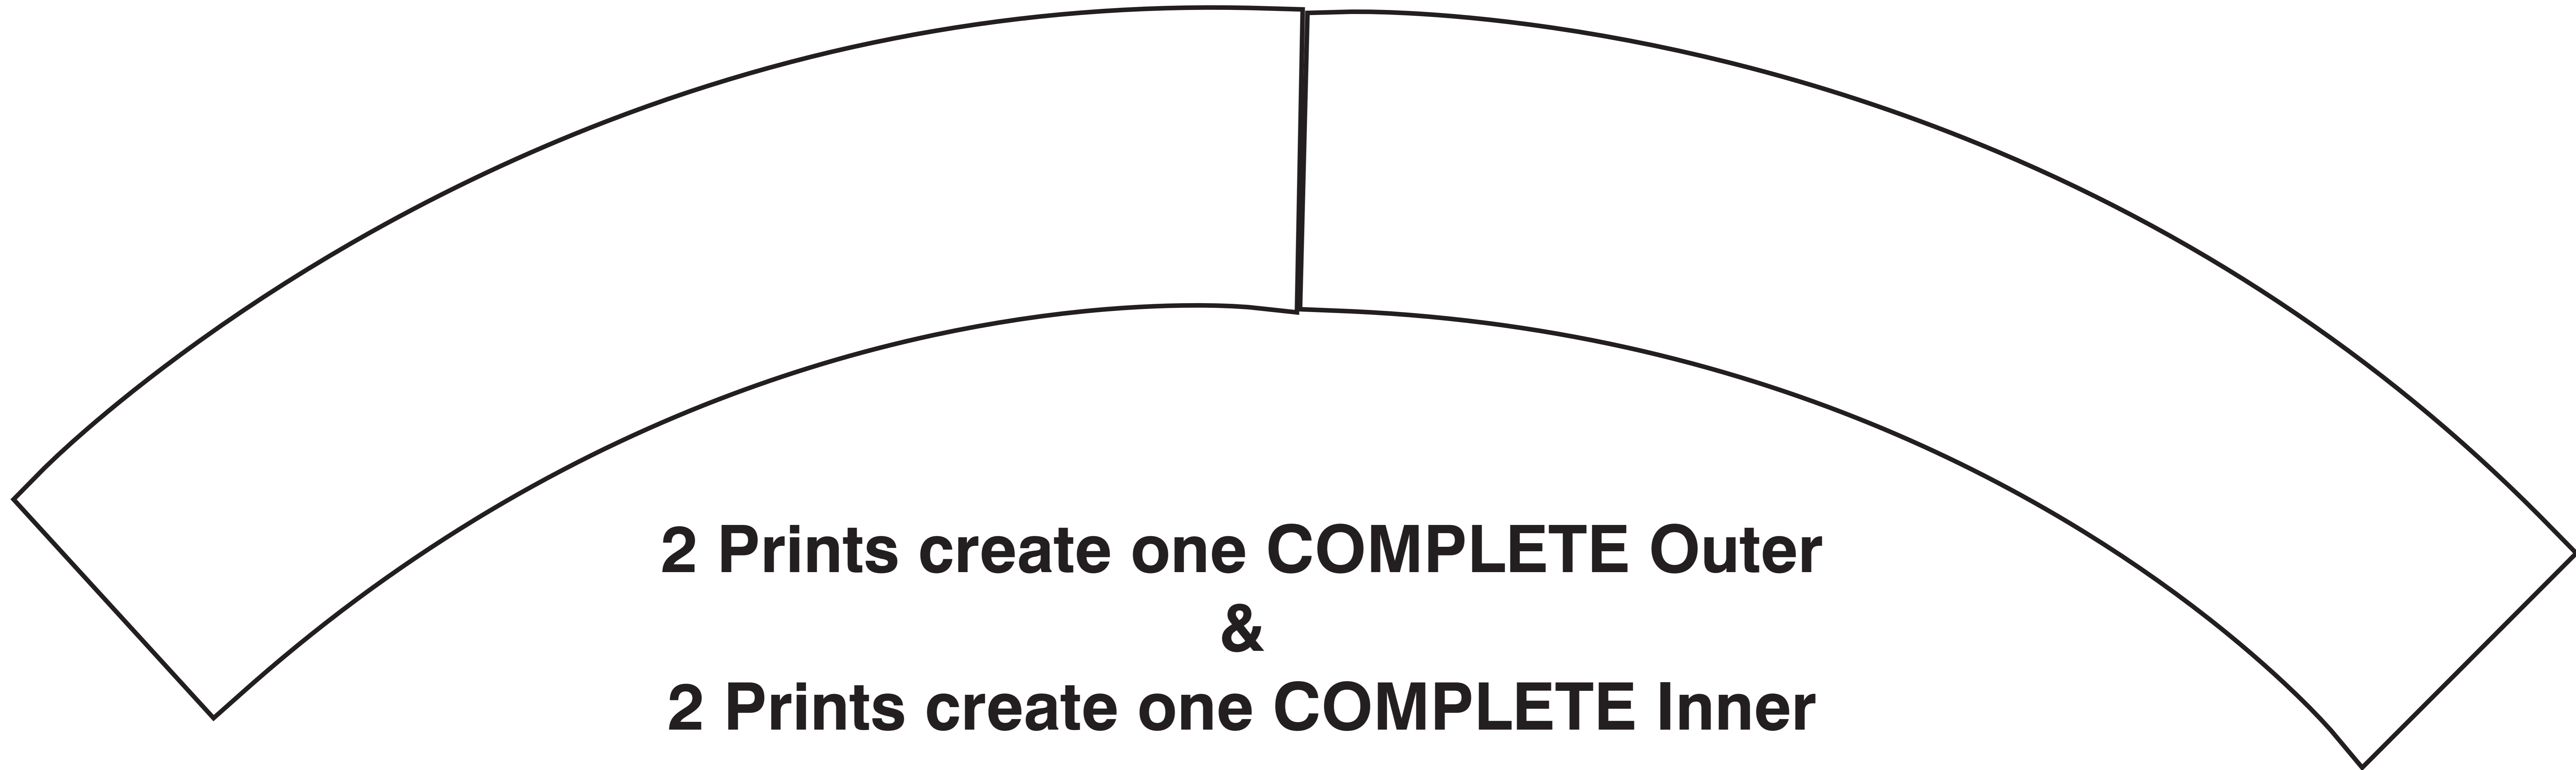 2 Prints create one COMPLETE Outer
&
2 Prints create one COMPLETE Inner